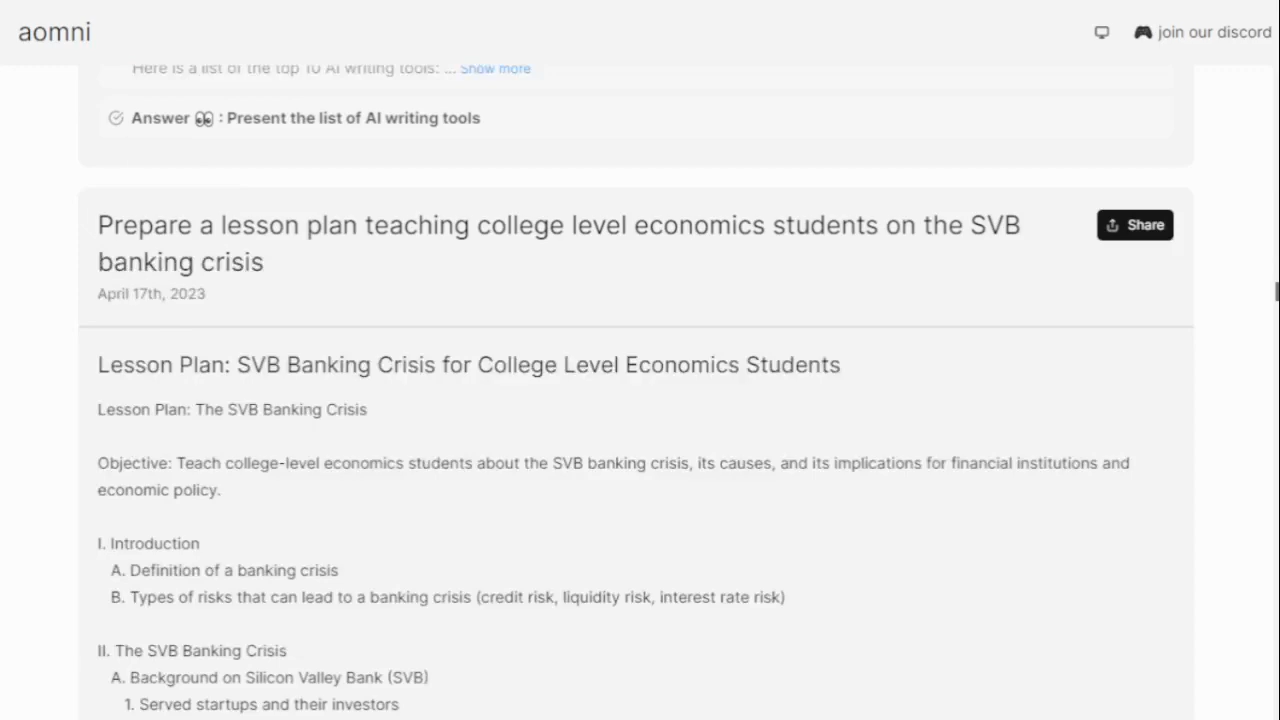 aomni
join our discord
Here is a list of the top 10 AI writing tools: ... Show more
Answer 👀 : Present the list of AI writing tools
Prepare a lesson plan teaching college level economics students on the SVB
banking crisis
Share
April 17th, 2023
Lesson Plan: SVB Banking Crisis for College Level Economics Students
Lesson Plan: The SVB Banking Crisis
Objective: Teach college-level economics students about the SVB banking crisis, its causes, and its implications for financial institutions and
economic policy.
I. Introduction
A. Definition of a banking crisis
B. Types of risks that can lead to a banking crisis (credit risk, liquidity risk, interest rate risk)
II. The SVB Banking Crisis
A. Background on Silicon Valley Bank (SVB)
1. Served startups and their investors